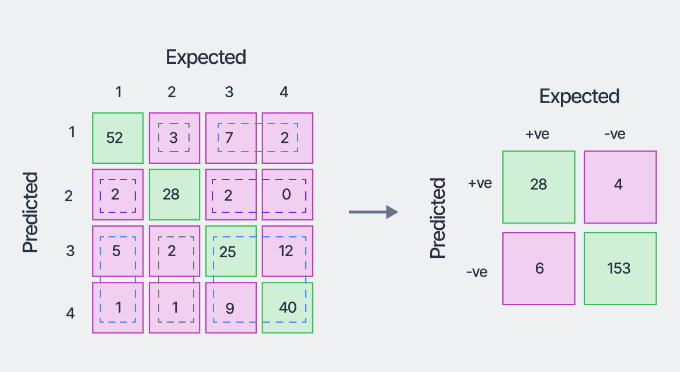 Expected
1 2 3 4
Predicted
1 52 3 7 2
2 2 28 2 0
3 5 2 25 12
4 1 1 9 40
Expected
+ve -ve
Predicted
+ve 28 4
-ve 6 153